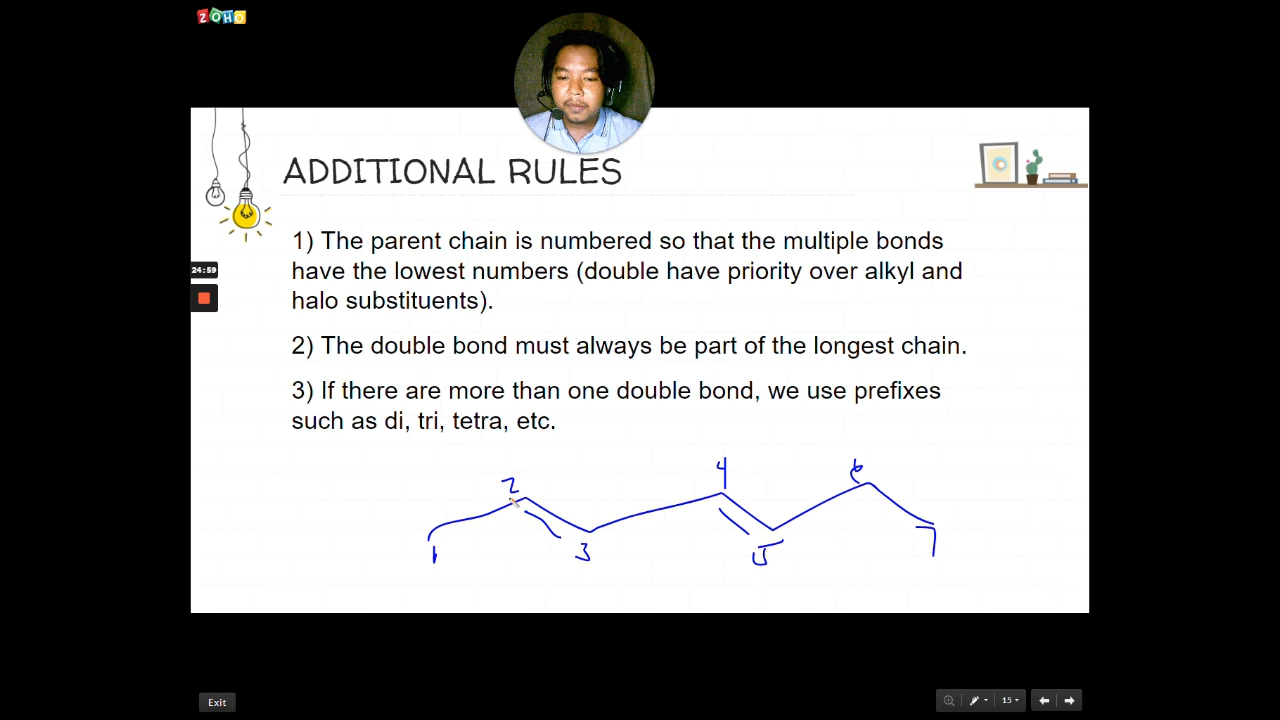 ZOHO
ADDITIONAL RULES
1) The parent chain is numbered so that the multiple bonds
have the lowest numbers (double have priority over alkyl and
halo substituents).
24:59
2) The double bond must always be part of the longest chain.
3) If there are more than one double bond, we use prefixes
such as di, tri, tetra, etc.
2 4 6
1 3 5 7
Exit
15